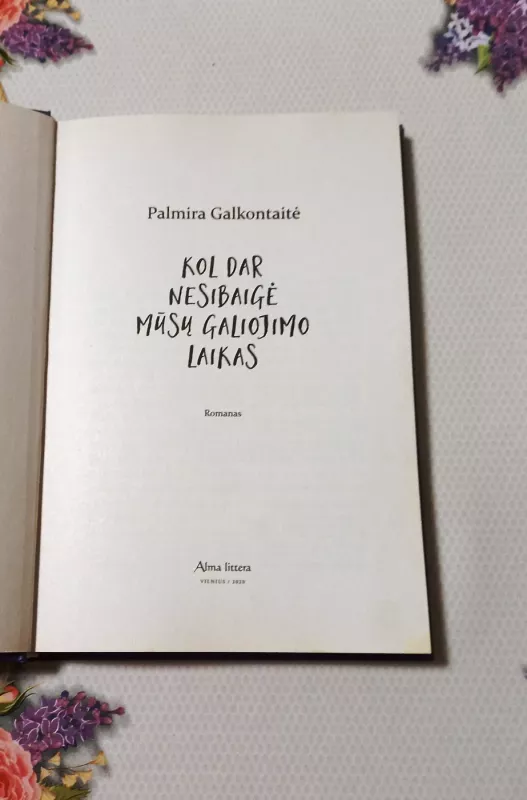 Palmira Galkontaitė
KOL DAR
NESIBAIGĖ
MŪSŲ GALIOJIMO
LAIKAS
Romanas
Alma littera
VILNIUS / 2020